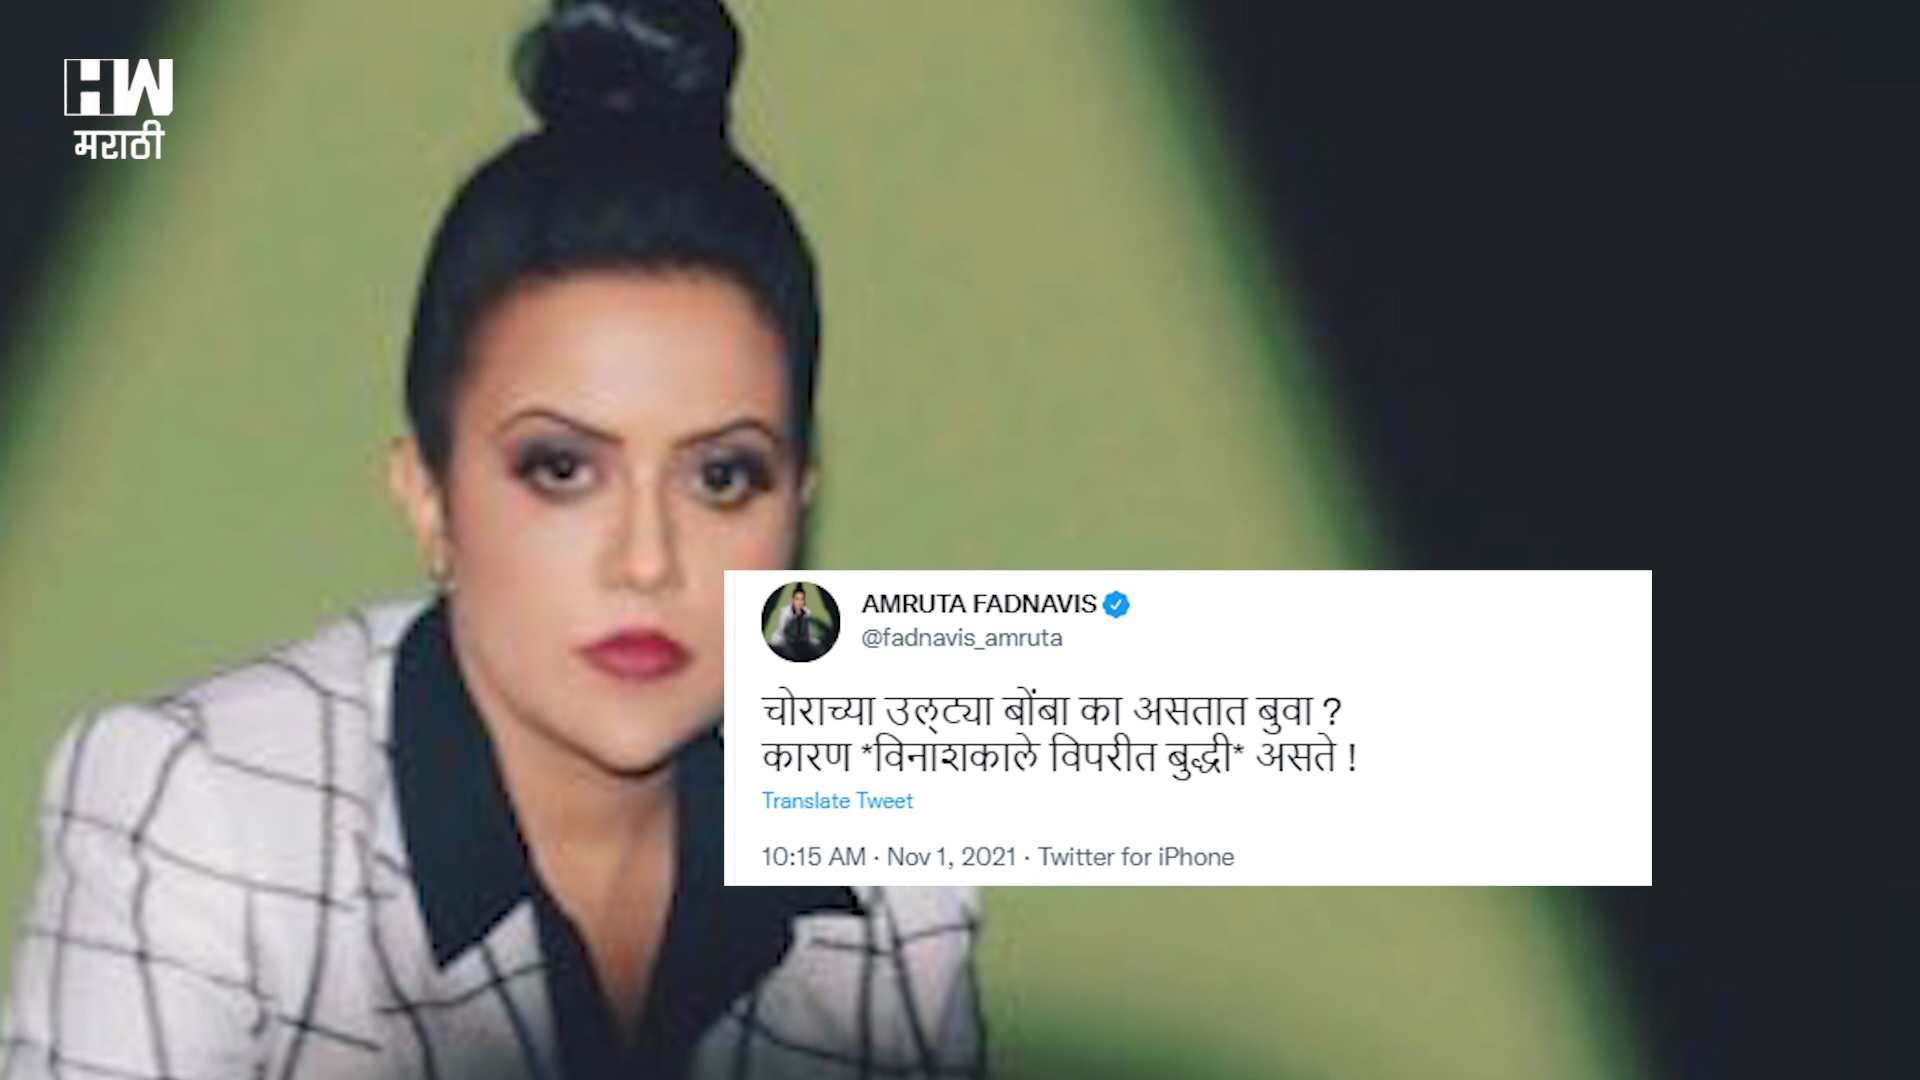 HW
मराठी
AMRUTA FADNAVIS
@fadnavis_amruta
चोराच्या उलट्या बोंबा का असतात बुवा ?
कारण *विनाशकाले विपरीत बुद्धी* असते !
Translate Tweet
10:15 AM · Nov 1, 2021 · Twitter for iPhone